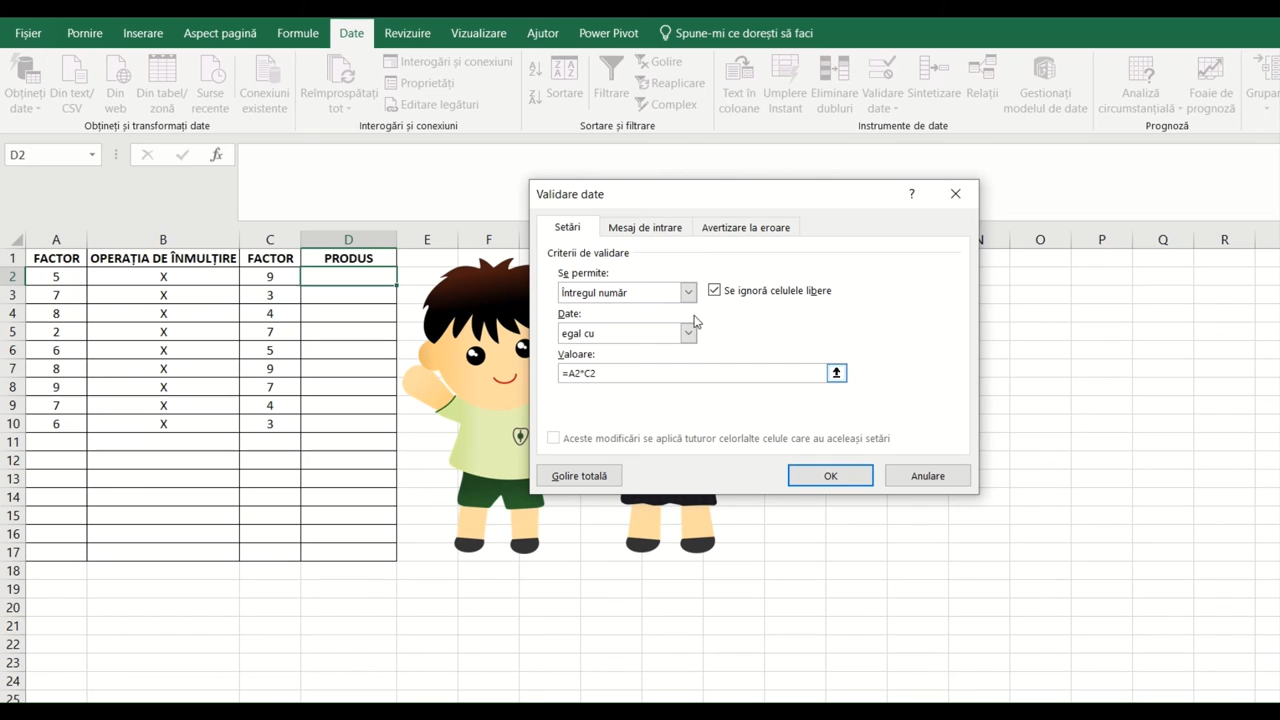 Fișier Pornire Inserare Aspect pagină Formule Date Revizuire Vizualizare Ajutor Power Pivot Spune-mi ce dorești să faci
Obțineți date Din text/ CSV Din web Din tabel/ zonă Surse recente Conexiuni existente Reîmprospătați tot Interogări și conexiuni Proprietăți Editare legături Sortare Filtrare Golire Reaplicare Complex Text în coloane Umplere Instant Eliminare dubluri Validare date Sintetizare Relații Gestionați modelul de date Analiză circumstanțială Foaie de prognoză
Obțineți și transformați date Interogări și conexiuni Sortare și filtrare Instrumente de date Prognoză
D2 fx
Validare date ?
Setări Mesaj de intrare Avertizare la eroare
Criterii de validare
Se permite:
Întregul număr Se ignoră celulele libere
Date:
egal cu
Valoare:
=A2*C2
Aceste modificări se aplică tuturor celorlalte celule care au aceleași setări
Golire totală OK Anulare
A B C D E F N O P Q R
1 FACTOR OPERAȚIA DE ÎNMULȚIRE FACTOR PRODUS
2 5 X 9
3 7 X 3
4 8 X 4
5 2 X 7
6 6 X 5
7 8 X 9
8 9 X 7
9 7 X 4
10 6 X 3
11
12
13
14
15
16
17
18
19
20
21
22
23
24
25